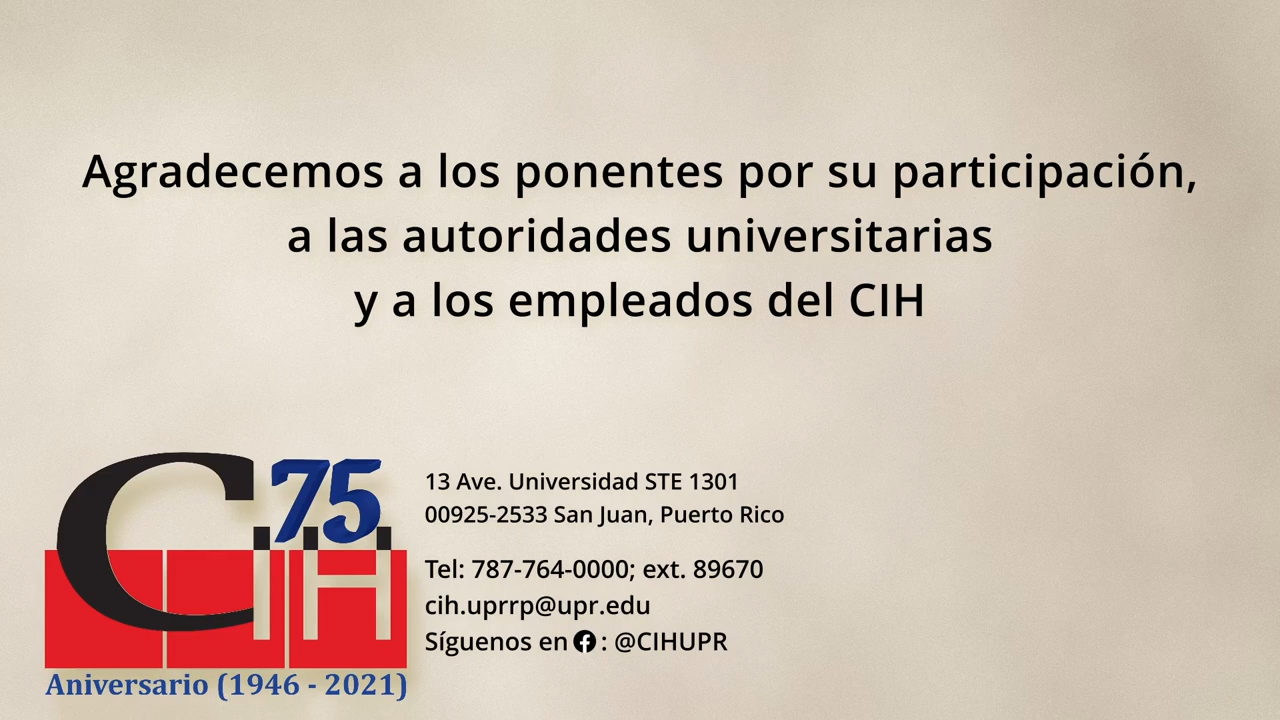 Agradecemos a los ponentes por su participación,
a las autoridades universitarias
y a los empleados del CIH
CIH 75
Aniversario (1946 - 2021)
13 Ave. Universidad STE 1301
00925-2533 San Juan, Puerto Rico
Tel: 787-764-0000; ext. 89670
cih.uprrp@upr.edu
Síguenos en : @CIHUPR